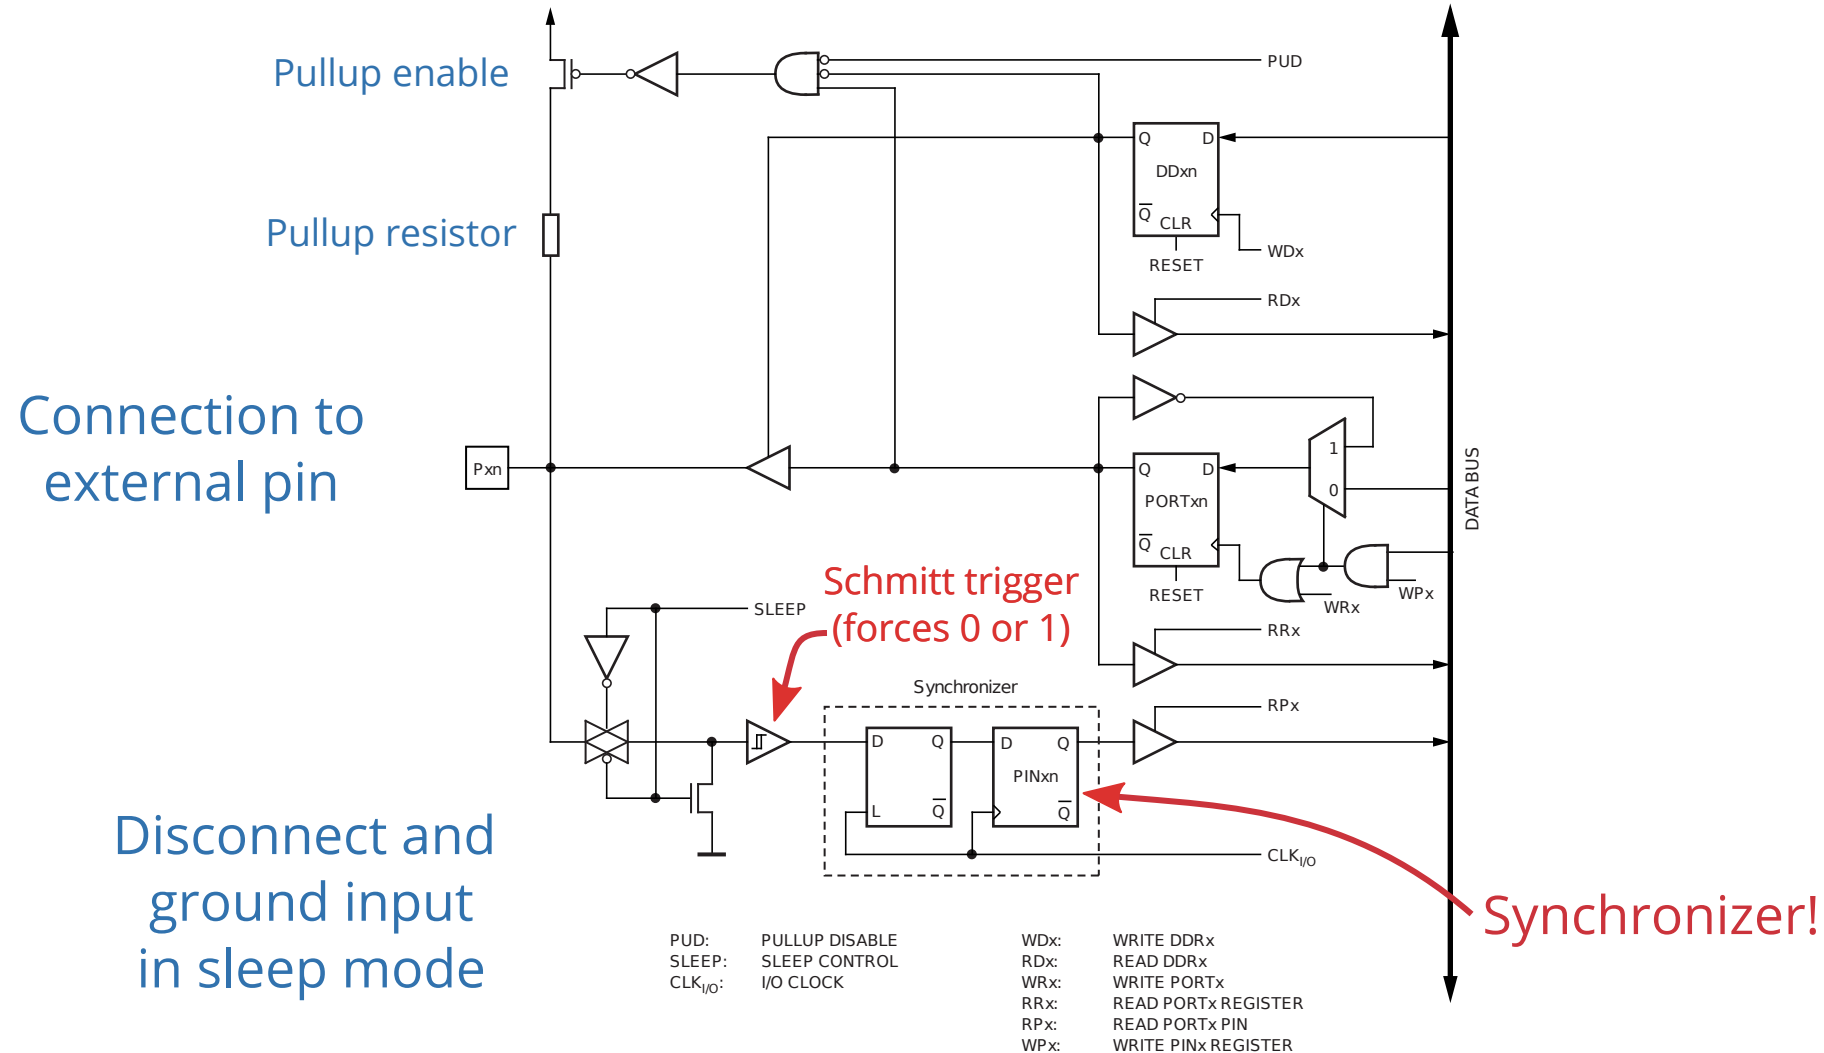 Pullup enable
PUD
Q D
DDxn
Q CLR
RESET
WDx
Pullup resistor
RDx
Connection to
external pin
Pxn
1
0
Q D
PORTxn
Q CLR
RESET
WRx
WPx
DATA BUS
Schmitt trigger
(forces 0 or 1)
SLEEP
RRx
Synchronizer
RPx
D Q
L Q
D Q
PINxn
Q
CLKI/O
Disconnect and
ground input
in sleep mode
Synchronizer!
PUD: PULLUP DISABLE
SLEEP: SLEEP CONTROL
CLKI/O: I/O CLOCK
WDx: WRITE DDRx
RDx: READ DDRx
WRx: WRITE PORTx
RRx: READ PORTx REGISTER
RPx: READ PORTx PIN
WPx: WRITE PINx REGISTER